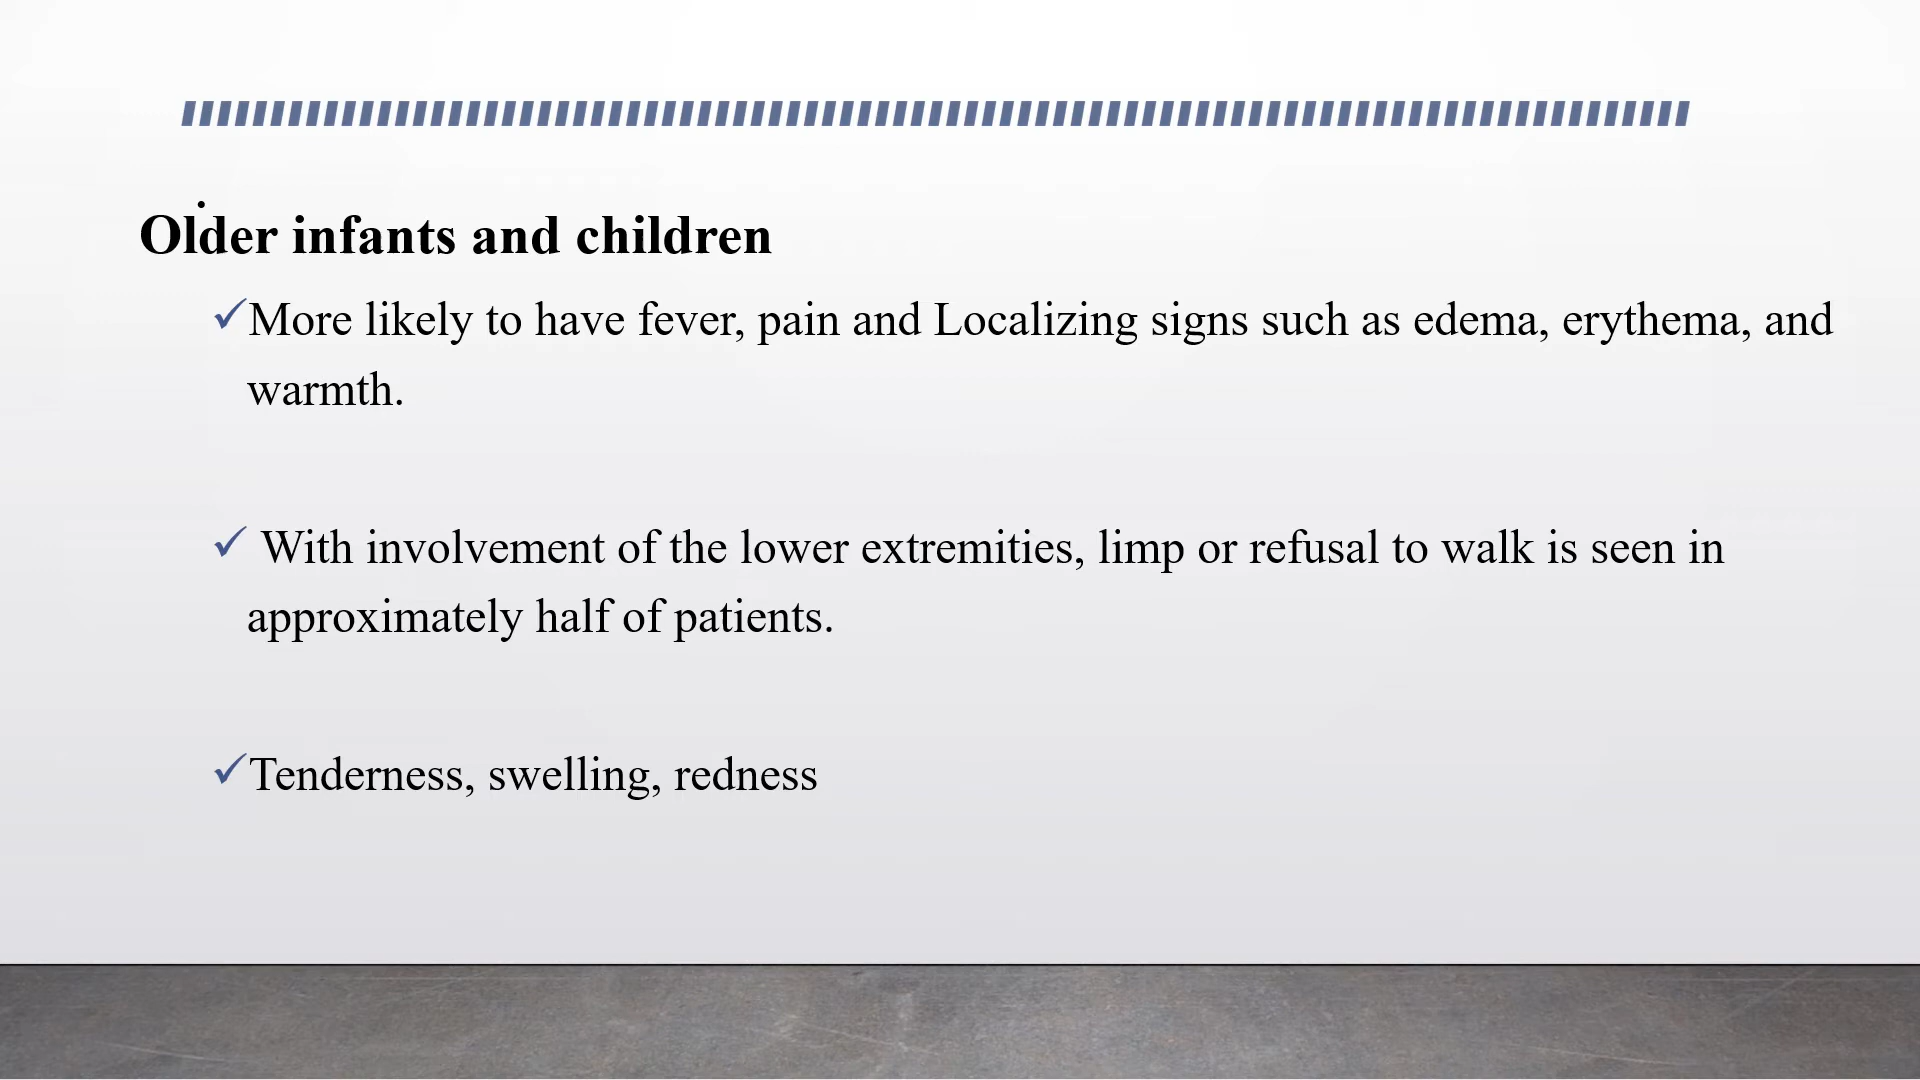 Older infants and children
✓More likely to have fever, pain and Localizing signs such as edema, erythema, and
warmth.
✓ With involvement of the lower extremities, limp or refusal to walk is seen in
approximately half of patients.
✓Tenderness, swelling, redness